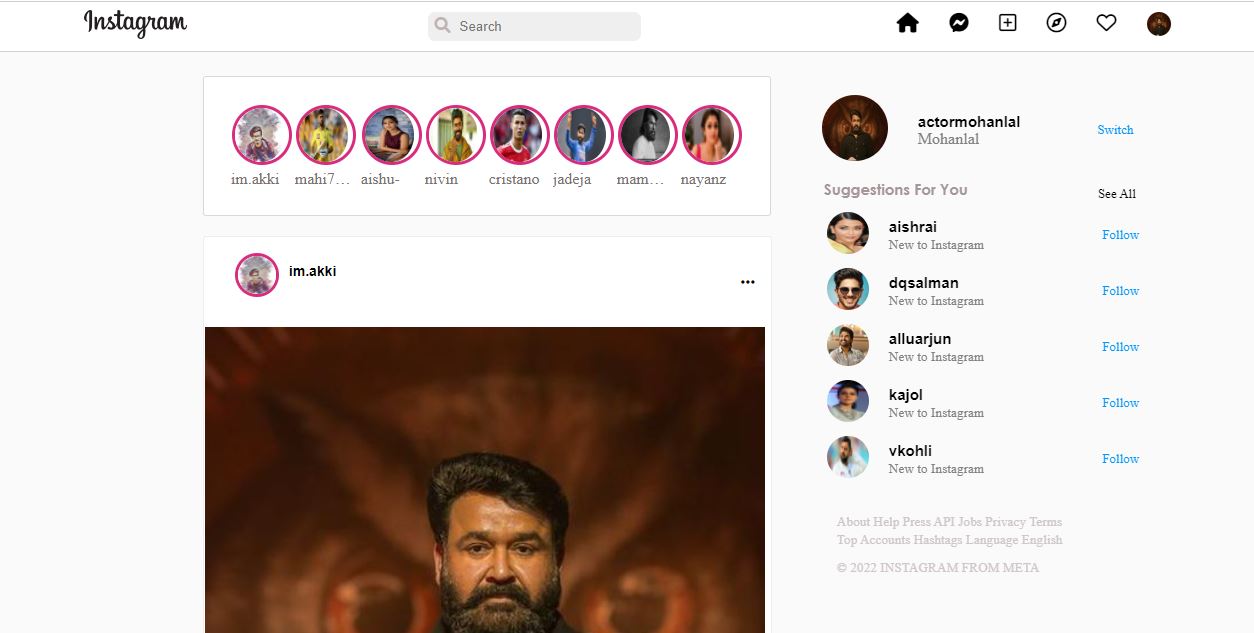 Instagram
Search
im.akki mahi7... aishu- nivin cristano jadeja mam... nayanz
im.akki
actormohanlal
Mohanlal
Switch
Suggestions For You
See All
aishrai
New to Instagram
Follow
dqsalman
New to Instagram
Follow
alluarjun
New to Instagram
Follow
kajol
New to Instagram
Follow
vkohli
New to Instagram
Follow
About Help Press API Jobs Privacy Terms
Top Accounts Hashtags Language English
© 2022 INSTAGRAM FROM META